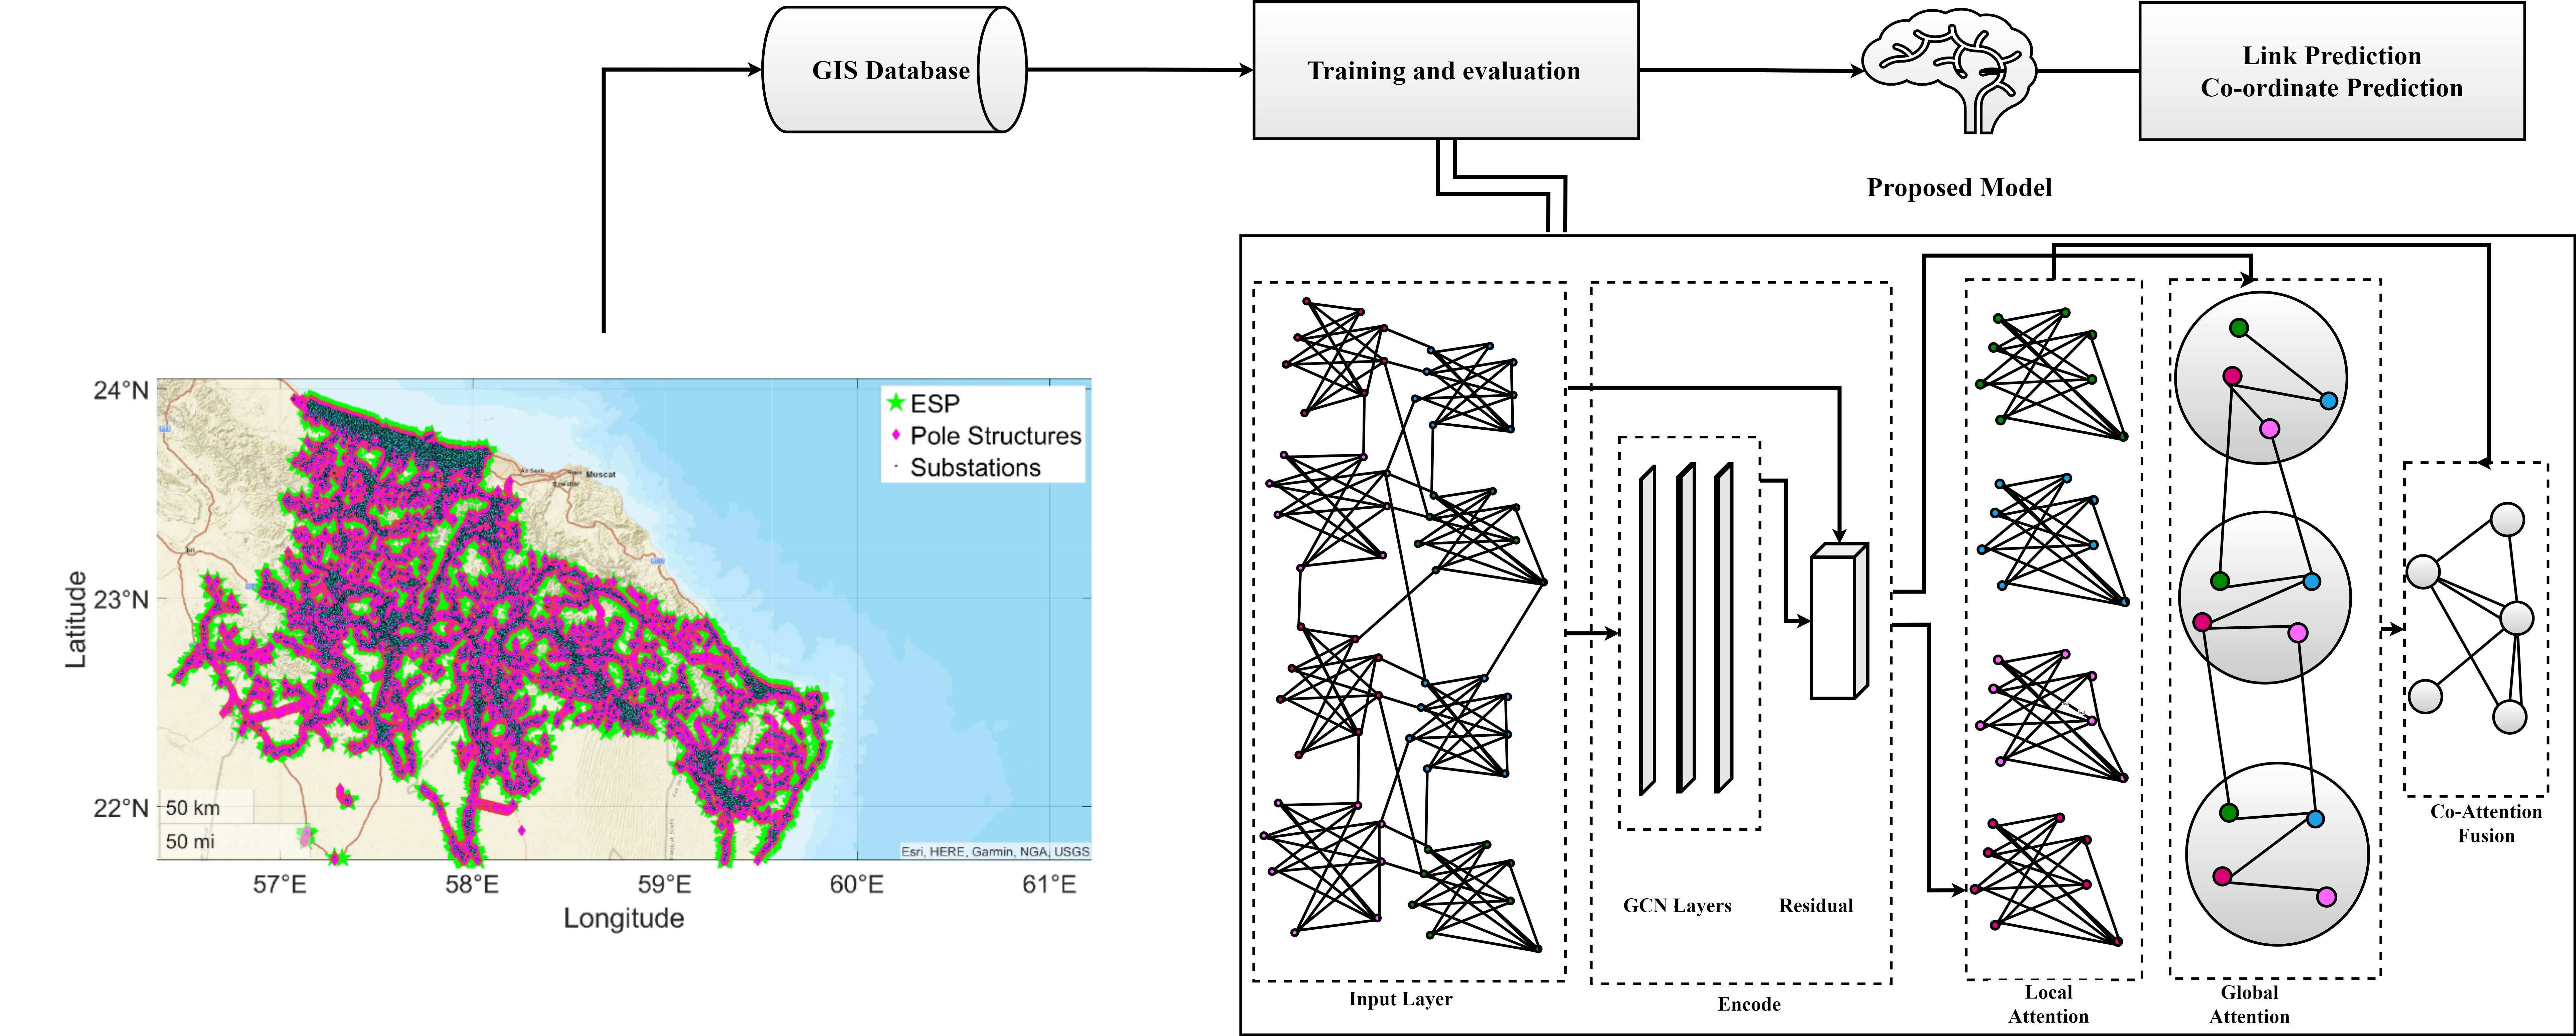 GIS Database
Training and evaluation
Link Prediction
Co-ordinate Prediction
Proposed Model
24°N
23°N
22°N
Latitude
ESP
Pole Structures
Substations
As Seeb
Muscat
50 km
50 mi
Esri, HERE, Garmin, NGA, USGS
57°E
58°E
59°E
60°E
61°E
Longitude
GCN Layers
Residual
Input Layer
Encode
Local
Attention
Global
Attention
Co-Attention
Fusion